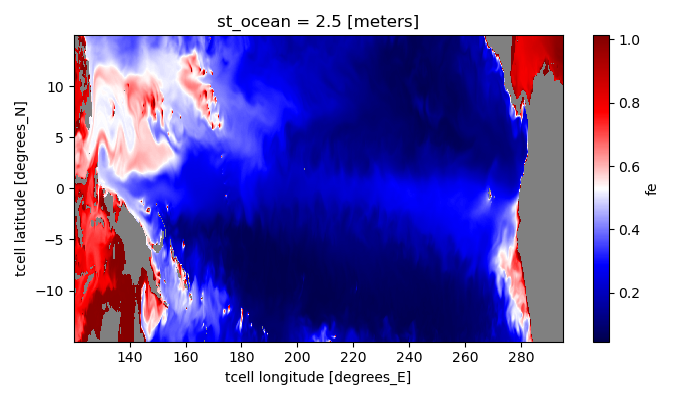 st_ocean = 2.5 [meters]
10
5
0
−5
−10
tcell latitude [degrees_N]
140 160 180 200 220 240 260 280
tcell longitude [degrees_E]
1.0
0.8
0.6
0.4
0.2
fe